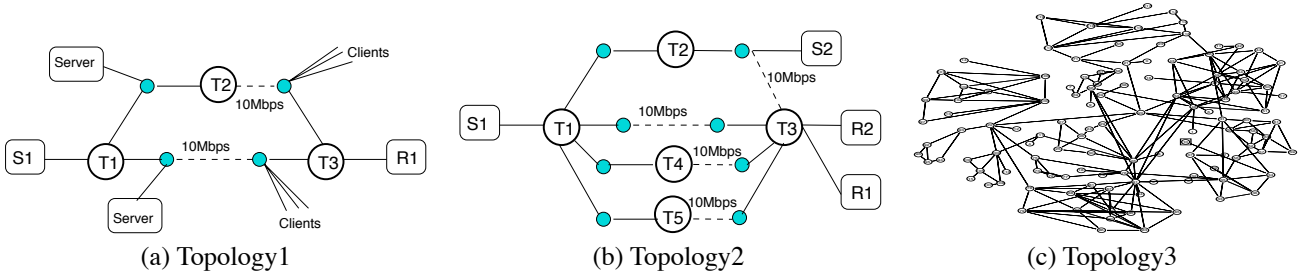 Server
T2
Clients
10Mbps
S1
T1
10Mbps
T3
R1
Server
Clients
(a) Topology1
T2
S2
10Mbps
S1
T1
10Mbps
T3
R2
T4
10Mbps
R1
T5
10Mbps
(b) Topology2
(c) Topology3